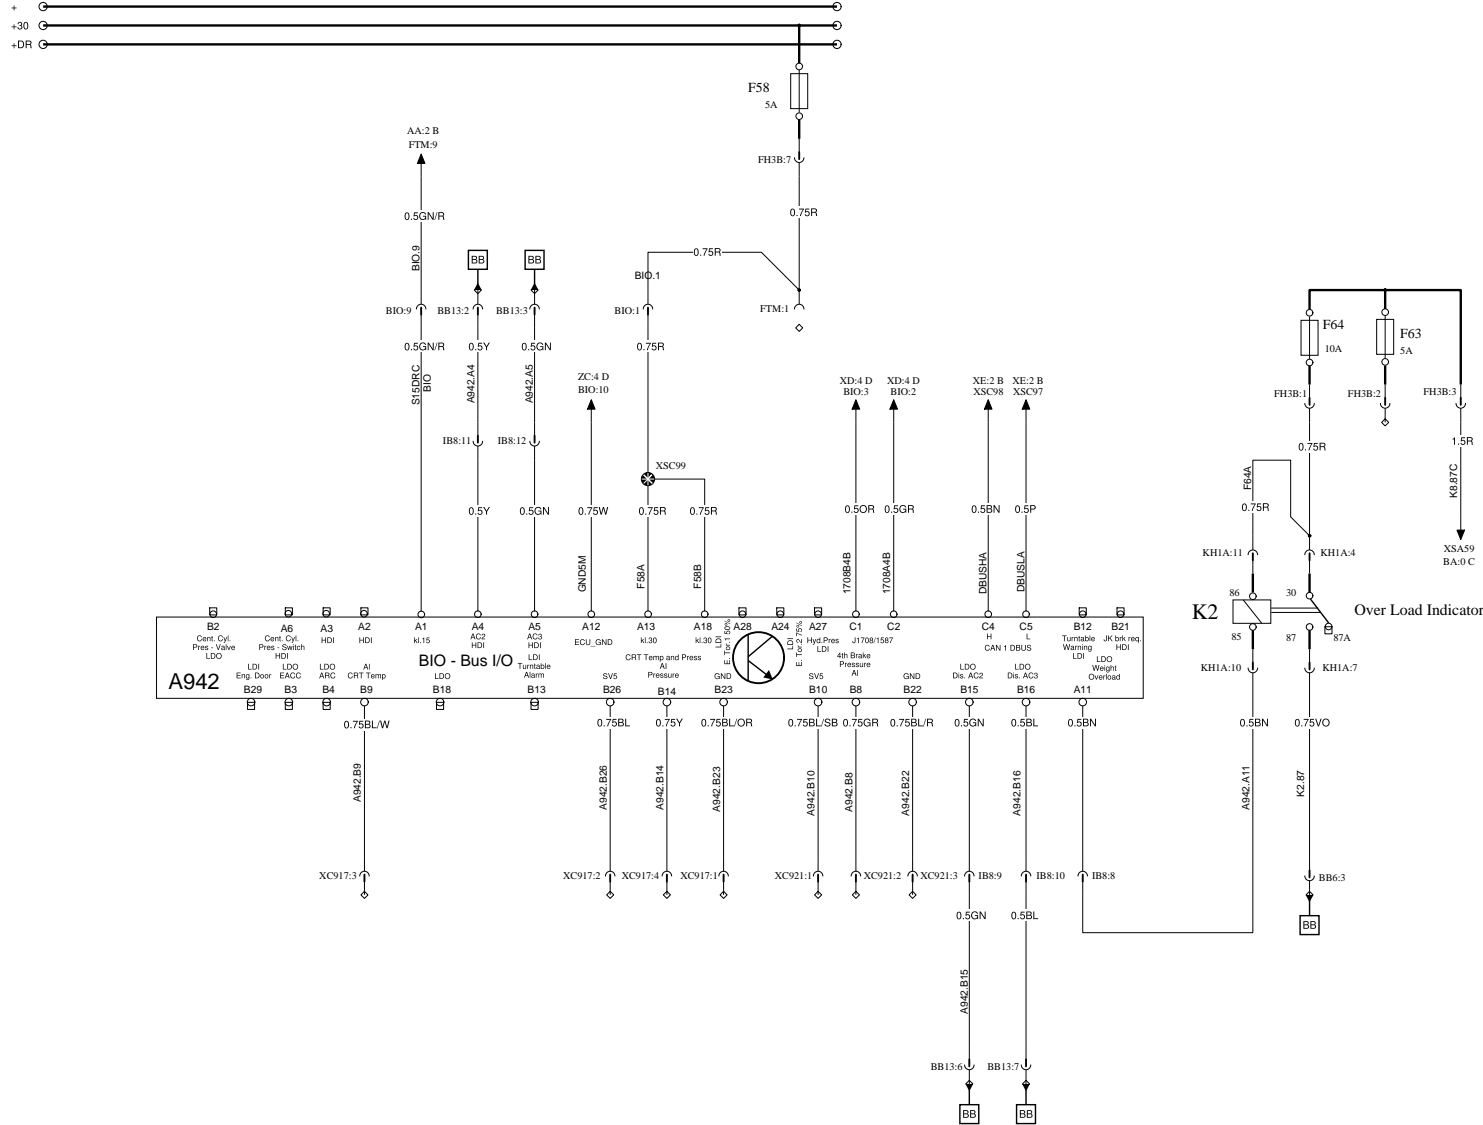 +
+30
+DR
F58
5A
FH3B:7
0.75R
AA:2 B
FTM:9
0.5GN/R
BIO.9
BB
BB
0.75R
BIO.1
BIO:9
BB13:2
BB13:3
BIO:1
FTM:1
0.5GN/R
0.5Y
0.5GN
0.75R
S15DRC
BIO
A942.A4
A942.A5
F64
10A
F63
5A
ZC:4 D
BIO:10
XD:4 D
BIO:3
XD:4 D
BIO:2
XE:2 B
XSC98
XE:2 B
XSC97
FH3B:1
FH3B:2
FH3B:3
IB8:11
IB8:12
0.75R
1.5R
XSC99
F64A
K8.87C
0.5Y
0.5GN
0.75W
0.75R
0.75R
0.5OR
0.5GR
0.5BN
0.5P
0.75R
GND5M
F58A
F58B
1708B4B
1708A4B
DBUSHA
DBUSLA
KH1A:11
KH1A:4
XSA59
BA:0 C
86
30
K2
Over Load Indicator
85
87
87A
B2
Cent. Cyl.
Pres - Valve
LDO
A6
Cent. Cyl.
Pres - Switch
HDI
A3
HDI
A2
HDI
A1
kl.15
A4
AC2
HDI
A5
AC3
HDI
A12
ECU_GND
A13
kl.30
A18
kl.30
A28
LDI
E. Tor.1 50%
A24
LDI
E. Tor.2 75%
A27
Hyd.Pres
LDI
C1
C2
J1708/1587
C4
H
C5
L
CAN 1 DBUS
B12
Turntable
Warning
LDI
B21
JK brk req.
HDI
A942
BIO - Bus I/O
LDI
Eng. Door
B29
LDO
EACC
B3
LDO
ARC
B4
AI
CRT Temp
B9
LDO
B18
LDI
Turntable
Alarm
B13
SV5
B26
CRT Temp and Press
AI
Pressure
B14
GND
B23
SV5
B10
4th Brake
Pressure
AI
B8
GND
B22
LDO
Dis. AC2
B15
LDO
Dis. AC3
B16
A11
LDO
Weight
Overload
KH1A:10
KH1A:7
0.75BL/W
0.75BL
0.75Y
0.75BL/OR
0.75BL/SB
0.75GR
0.75BL/R
0.5GN
0.5BL
0.5BN
0.5BN
0.75VO
A942.B9
A942.B26
A942.B14
A942.B23
A942.B10
A942.B8
A942.B22
A942.B16
A942.A11
K2.87
XC917:3
XC917:2
XC917:4
XC917:1
XC921:1
XC921:2
XC921:3
IB8:9
IB8:10
IB8:8
BB6:3
0.5GN
0.5BL
BB
A942.B15
BB13:6
BB13:7
BB
BB